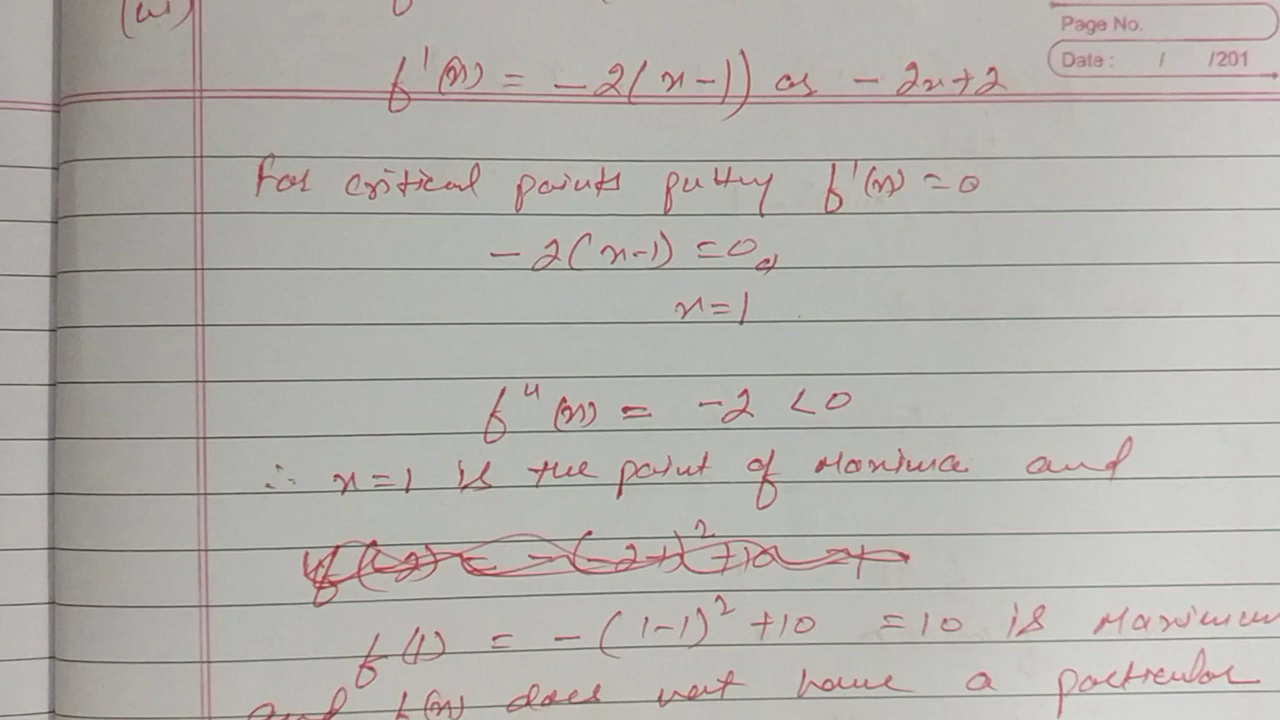 Page No.
(iii)
Date : / /201
f'(x) = -2(x-1) or -2x+2
For critical points putting f'(x) = 0
-2(x-1) = 0,
x=1
f"(x) = -2 <0
∴ x=1 is the point of Maxima and
f(1) = -(1-1)² +10 =10 is Maximum
and f(x) does not have a particular